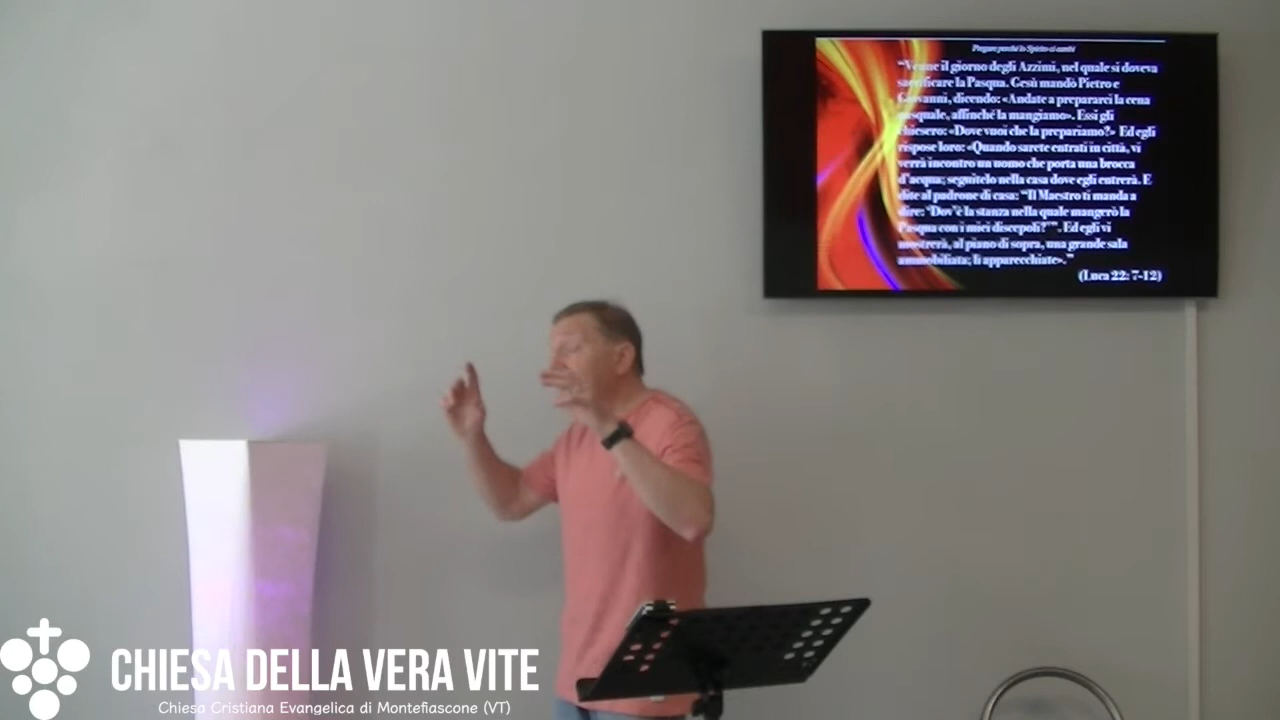 Pregare perché lo Spirito ci cambi
“Venne il giorno degli Azzimi, nel quale si doveva
sacrificare la Pasqua. Gesù mandò Pietro e
Giovanni, dicendo: «Andate a prepararci la cena
pasquale, affinché la mangiamo». Essi gli
chiesero: «Dove vuoi che la prepariamo?» Ed egli
rispose loro: «Quando sarete entrati in città, vi
verrà incontro un uomo che porta una brocca
d’acqua; seguitelo nella casa dove egli entrerà. E
dite al padrone di casa: “Il Maestro ti manda a
dire: ‘Dov’è la stanza nella quale mangerò la
Pasqua con i miei discepoli?’”. Ed egli vi
mostrerà, al piano di sopra, una grande sala
ammobiliata; lì apparecchiate».”
(Luca 22: 7-12)
CHIESA DELLA VERA VITE
Chiesa Cristiana Evangelica di Montefiascone (VT)